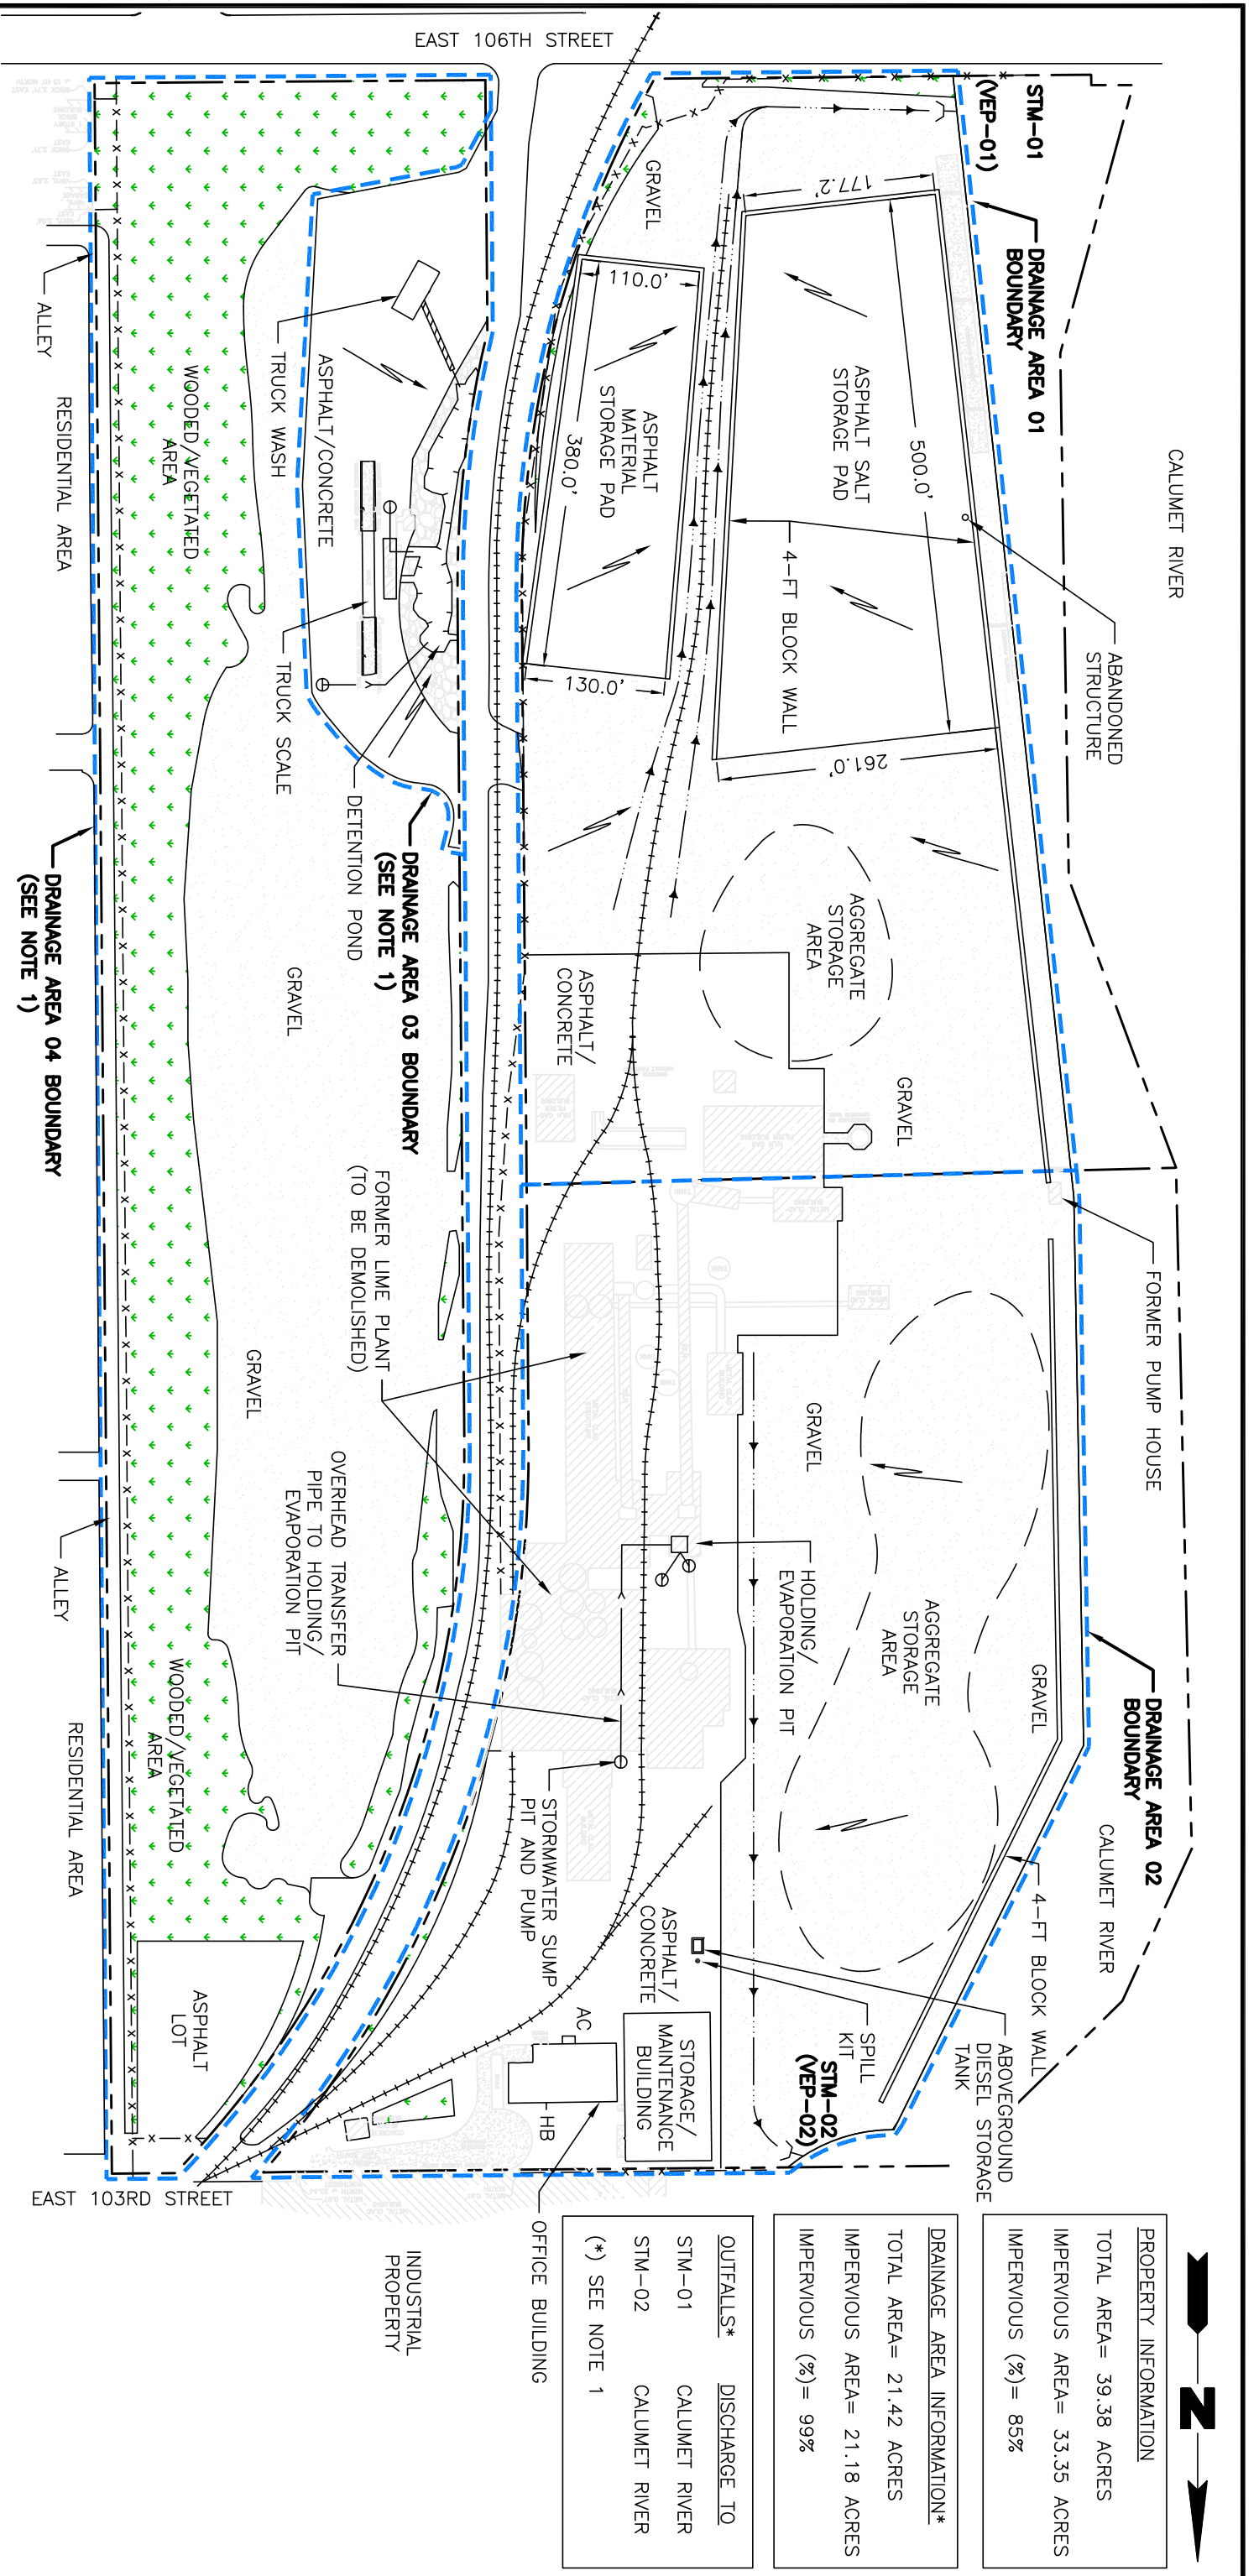 EAST 106TH STREET
STM-01
(VEP-01)
DRAINAGE AREA 01
BOUNDARY
CALUMET RIVER
GRAVEL
177.2'
500.0'
ASPHALT SALT
STORAGE PAD
261.0'
110.0'
ASPHALT
MATERIAL
STORAGE PAD
380.0'
130.0'
4-FT BLOCK WALL
ABANDONED
STRUCTURE
ASPHALT/CONCRETE
TRUCK WASH
TRUCK SCALE
DETENTION POND
WOODED/VEGETATED
AREA
ALLEY
RESIDENTIAL AREA
DRAINAGE AREA 03 BOUNDARY
(SEE NOTE 1)
DRAINAGE AREA 04 BOUNDARY
(SEE NOTE 1)
GRAVEL
AGGREGATE
STORAGE
AREA
ASPHALT/
CONCRETE
GRAVEL
FORMER PUMP HOUSE
FORMER LIME PLANT
(TO BE DEMOLISHED)
GRAVEL
GRAVEL
OVERHEAD TRANSFER
PIPE TO HOLDING/
EVAPORATION PIT
HOLDING/
EVAPORATION PIT
AGGREGATE
STORAGE
AREA
GRAVEL
DRAINAGE AREA 02
BOUNDARY
CALUMET RIVER
4-FT BLOCK WALL
ALLEY
RESIDENTIAL AREA
WOODED/VEGETATED
AREA
STORMWATER SUMP
PIT AND PUMP
ASPHALT/
CONCRETE
ABOVEGROUND
DIESEL STORAGE
TANK
SPILL
KIT
STM-02
(VEP-02)
STORAGE/
MAINTENANCE
BUILDING
AC
HB
ASPHALT
LOT
EAST 103RD STREET
OFFICE BUILDING
INDUSTRIAL
PROPERTY
N
PROPERTY INFORMATION
TOTAL AREA= 39.38 ACRES
IMPERVIOUS AREA= 33.35 ACRES
IMPERVIOUS (%)= 85%
DRAINAGE AREA INFORMATION*
TOTAL AREA= 21.42 ACRES
IMPERVIOUS AREA= 21.18 ACRES
IMPERVIOUS (%)= 99%
OUTFALLS* DISCHARGE TO
STM-01 CALUMET RIVER
STM-02 CALUMET RIVER
(*) SEE NOTE 1